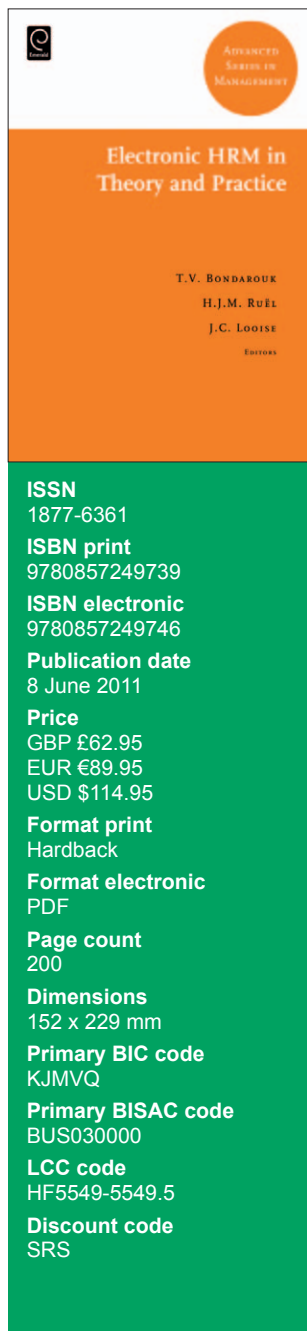 Emerald
Advanced
Series in
Management
Electronic HRM in
Theory and Practice
T.V. Bondarouk
H.J.M. Ruël
J.C. Looise
Editors
ISSN
1877-6361
ISBN print
9780857249739
ISBN electronic
9780857249746
Publication date
8 June 2011
Price
GBP £62.95
EUR €89.95
USD $114.95
Format print
Hardback
Format electronic
PDF
Page count
200
Dimensions
152 x 229 mm
Primary BIC code
KJMVQ
Primary BISAC code
BUS030000
LCC code
HF5549-5549.5
Discount code
SRS